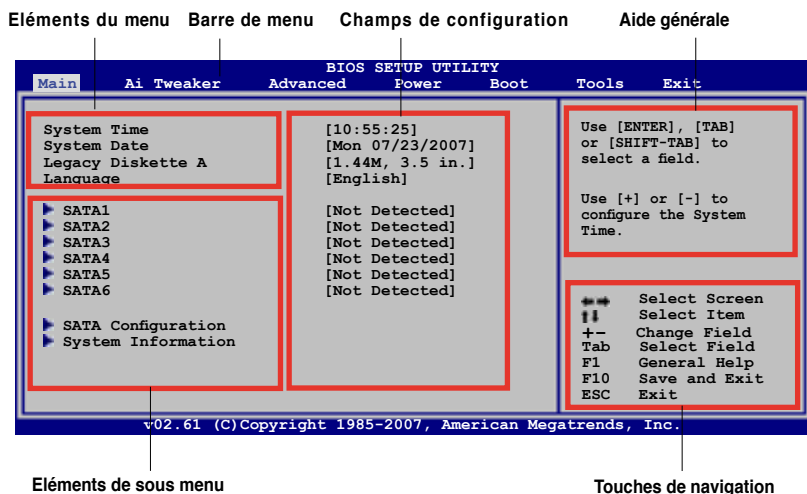 Eléments du menu Barre de menu Champs de configuration Aide générale
BIOS SETUP UTILITY
Main Ai Tweaker Advanced Power Boot Tools Exit
System Time [10:55:25]
System Date [Mon 07/23/2007]
Legacy Diskette A [1.44M, 3.5 in.]
Language [English]
SATA1 [Not Detected]
SATA2 [Not Detected]
SATA3 [Not Detected]
SATA4 [Not Detected]
SATA5 [Not Detected]
SATA6 [Not Detected]
SATA Configuration
System Information
Use [ENTER], [TAB]
or [SHIFT-TAB] to
select a field.
Use [+] or [-] to
configure the System
Time.
Select Screen
Select Item
+- Change Field
Tab Select Field
F1 General Help
F10 Save and Exit
ESC Exit
v02.61 (C)Copyright 1985-2007, American Megatrends, Inc.
Eléments de sous menu Touches de navigation